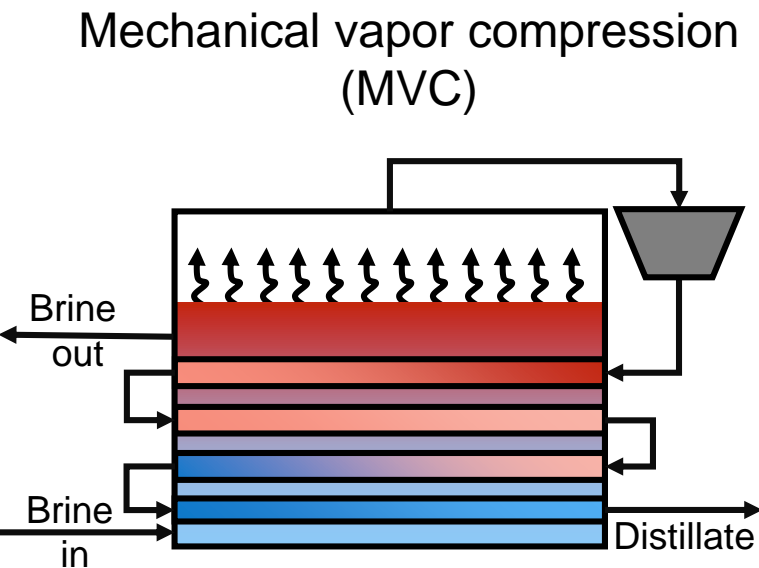 Mechanical vapor compression
(MVC)
Brine
out
Brine
in
Distillate